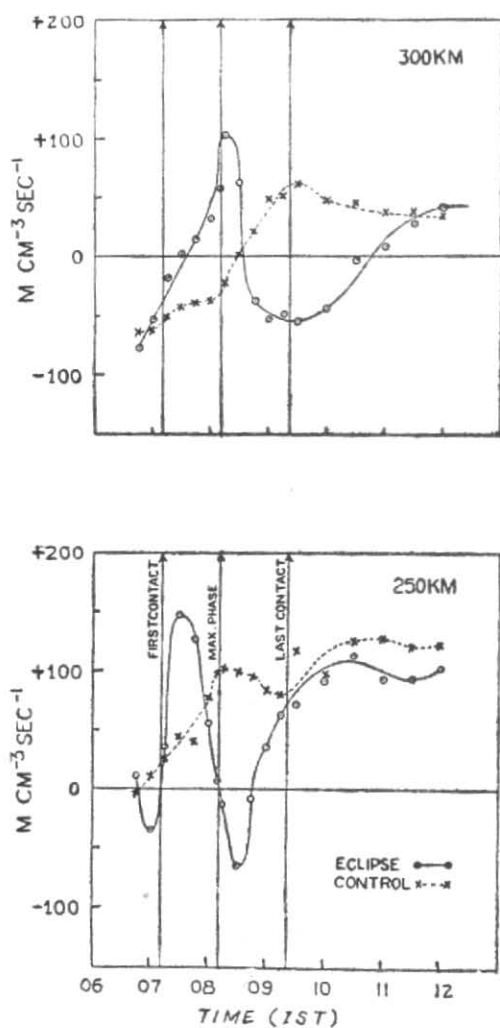 +200
300KM
+100
0
-100
M CM⁻³ SEC⁻¹
+200
250KM
FIRST CONTACT
MAX. PHASE
LAST CONTACT
+100
0
-100
M CM⁻³ SEC⁻¹
ECLIPSE
CONTROL
06 07 08 09 10 11 12
TIME (IST)